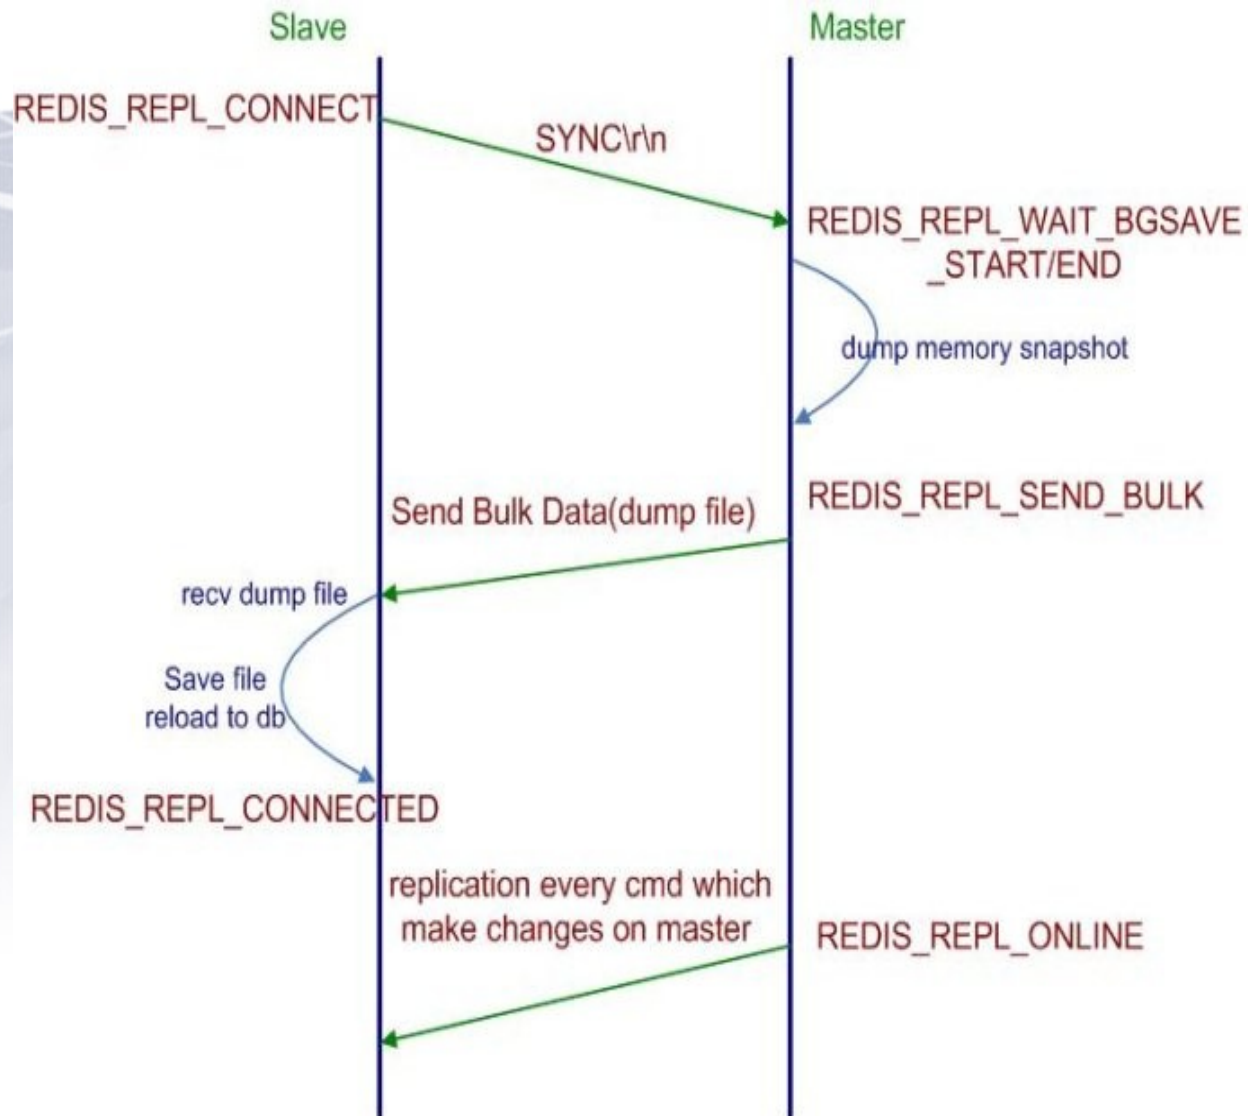 Slave
Master
REDIS_REPL_CONNECT
SYNC\r\n
REDIS_REPL_WAIT_BGSAVE
_START/END
dump memory snapshot
REDIS_REPL_SEND_BULK
Send Bulk Data(dump file)
recv dump file
Save file
reload to db
REDIS_REPL_CONNECTED
replication every cmd which
make changes on master
REDIS_REPL_ONLINE